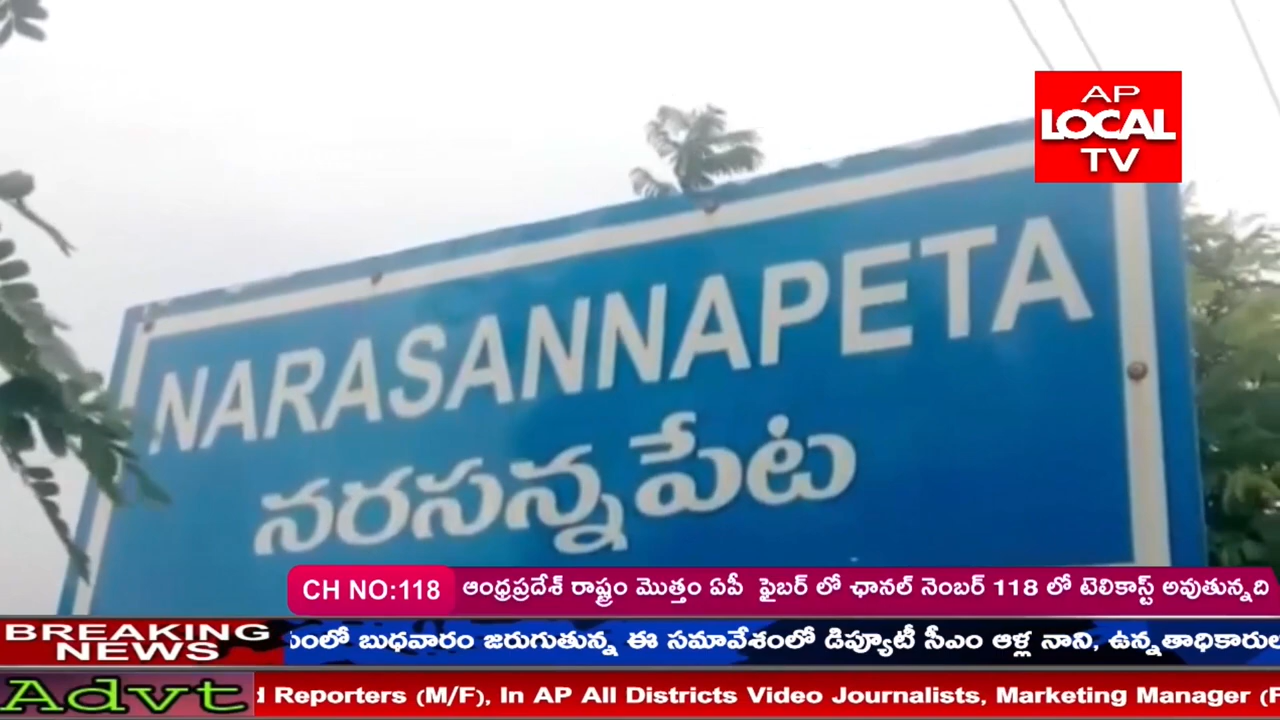 AP
LOCAL
TV
NARASANNAPETA
నరసన్నపేట
CH NO:118 ఆంధ్రప్రదేశ్ రాష్ట్రం మొత్తం ఏపీ ఫైబర్ లో ఛానల్ నెంబర్ 118 లో టెలికాస్ట్ అవుతున్నది
BREAKING
NEWS
బుధవారం జరుగుతున్న ఈ సమావేశంలో డిప్యూటీ సీఎం ఆళ్ల నాని, ఉన్నతాధికారుల
Advt
Reporters (M/F), In AP All Districts Video Journalists, Marketing Manager (F